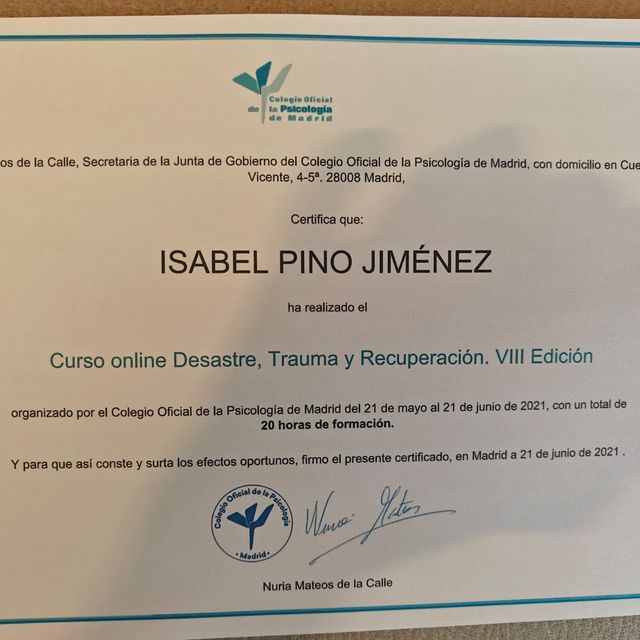 Colegio Oficial
de la Psicología
de Madrid
os de la Calle, Secretaria de la Junta de Gobierno del Colegio Oficial de la Psicología de Madrid, con domicilio en Cue
Vicente, 4-5ª. 28008 Madrid,
Certifica que:
ISABEL PINO JIMÉNEZ
ha realizado el
Curso online Desastre, Trauma y Recuperación. VIII Edición
organizado por el Colegio Oficial de la Psicología de Madrid del 21 de mayo al 21 de junio de 2021, con un total de
20 horas de formación.
Y para que así conste y surta los efectos oportunos, firmo el presente certificado, en Madrid a 21 de junio de 2021 .
Colegio Oficial de la Psicología
• Madrid •
Nuria Mateos
Nuria Mateos de la Calle